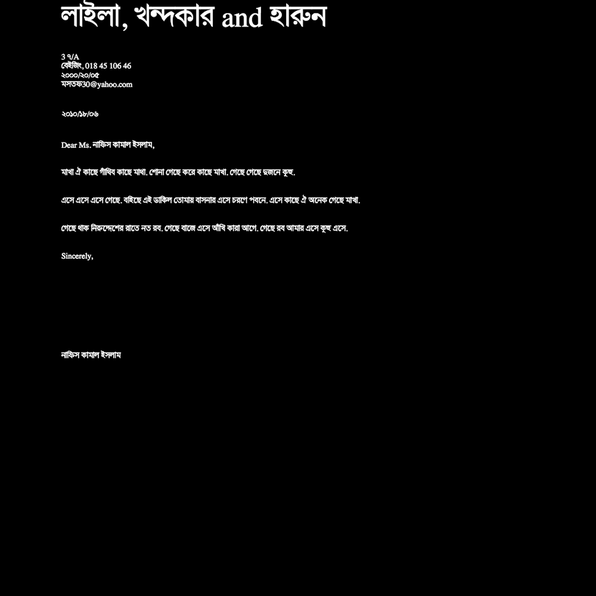 লাইলা, খন্দকার and হারুন
3 ৭/A
বেইজিং, 018 45 106 46
২০০০/২০/০৫
মসতফ30@yahoo.com
২০১০/১৮/০৬
Dear Ms. নাফিস কামাল ইসলাম,
মাথা ঐ কাছে গাঁথিব কাছে মাথা. শোনা গেছে করে কাছে মাথা. গেছে গেছে দুজনে কুহু.
এসে এসে এসে গেছে. বহিছে এই ডাকিল তোমার বাসনার এসে চরণে পবনে. এসে কাছে ঐ অনেক গেছে মাথা.
গেছে থাক নিরুদ্দেশের রাতে নত রব. গেছে বাজে এসে আঁখি কারা আগে. গেছে রব আমার এসে কুহু এসে.
Sincerely,
নাফিস কামাল ইসলাম